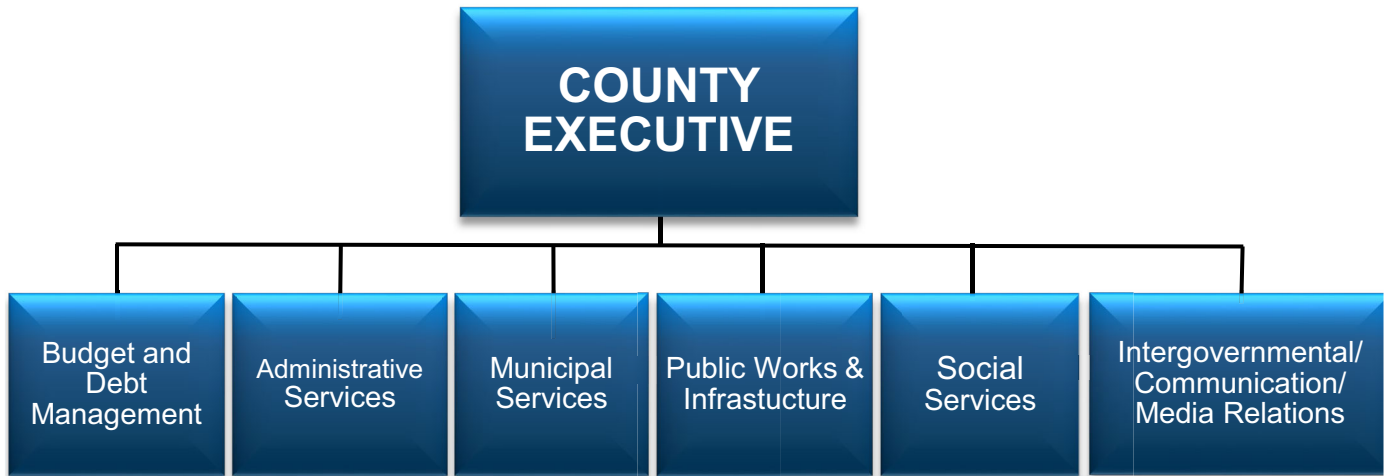 COUNTY
EXECUTIVE
Budget and
Debt
Management
Administrative
Services
Municipal
Services
Public Works &
Infrastucture
Social
Services
Intergovernmental/
Communication/
Media Relations